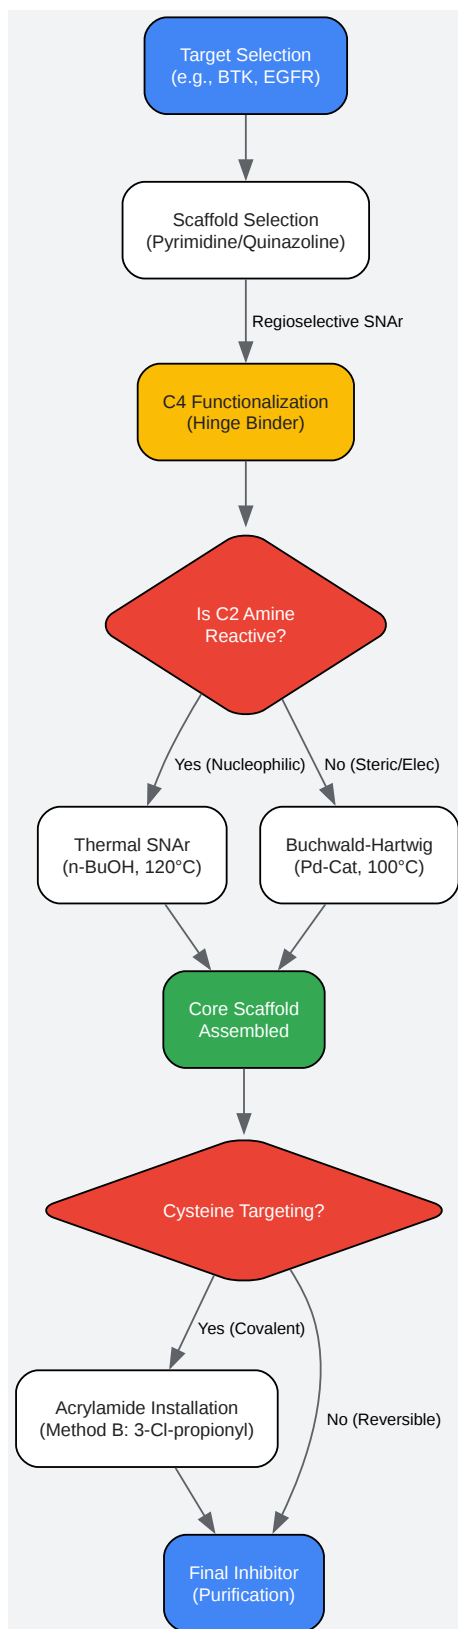 Target Selection
(e.g., BTK, EGFR)
Scaffold Selection
(Pyrimidine/Quinazoline)
Regioselective SNAr
C4 Functionalization
(Hinge Binder)
Is C2 Amine
Reactive?
Yes (Nucleophilic)
No (Steric/Elec)
Thermal SNAr
(n-BuOH, 120°C)
Buchwald-Hartwig
(Pd-Cat, 100°C)
Core Scaffold
Assembled
Cysteine Targeting?
Yes (Covalent)
Acrylamide Installation
(Method B: 3-Cl-propionyl)
No (Reversible)
Final Inhibitor
(Purification)